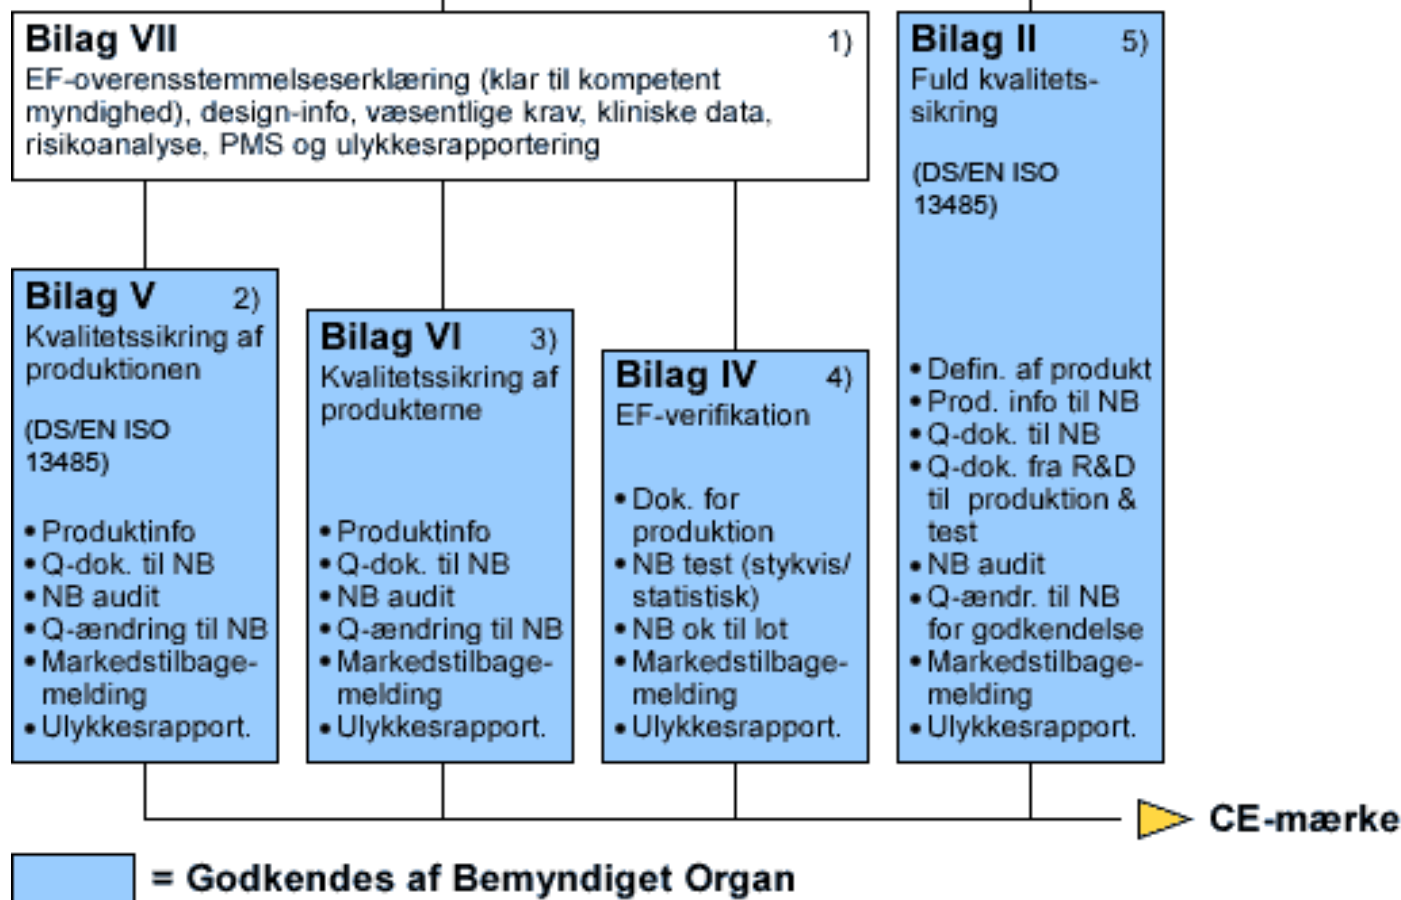 Bilag VII 1)
EF-overensstemmelseserklæring (klar til kompetent
myndighed), design-info, væsentlige krav, kliniske data,
risikoanalyse, PMS og ulykkesrapportering
Bilag II 5)
Fuld kvalitets-
sikring
(DS/EN ISO
13485)
• Defin. af produkt
• Prod. info til NB
• Q-dok. til NB
• Q-dok. fra R&D
til produktion &
test
• NB audit
• Q-ændr. til NB
for godkendelse
• Markedstilbage-
melding
• Ulykkesrapport.
Bilag V 2)
Kvalitetssikring af
produktionen
(DS/EN ISO
13485)
• Produktinfo
• Q-dok. til NB
• NB audit
• Q-ændring til NB
• Markedstilbage-
melding
• Ulykkesrapport.
Bilag VI 3)
Kvalitetssikring af
produkterne
• Produktinfo
• Q-dok. til NB
• NB audit
• Q-ændring til NB
• Markedstilbage-
melding
• Ulykkesrapport.
Bilag IV 4)
EF-verifikation
• Dok. for
produktion
• NB test (stykvis/
statistisk)
• NB ok til lot
• Markedstilbage-
melding
• Ulykkesrapport.
CE-mærke
= Godkendes af Bemyndiget Organ